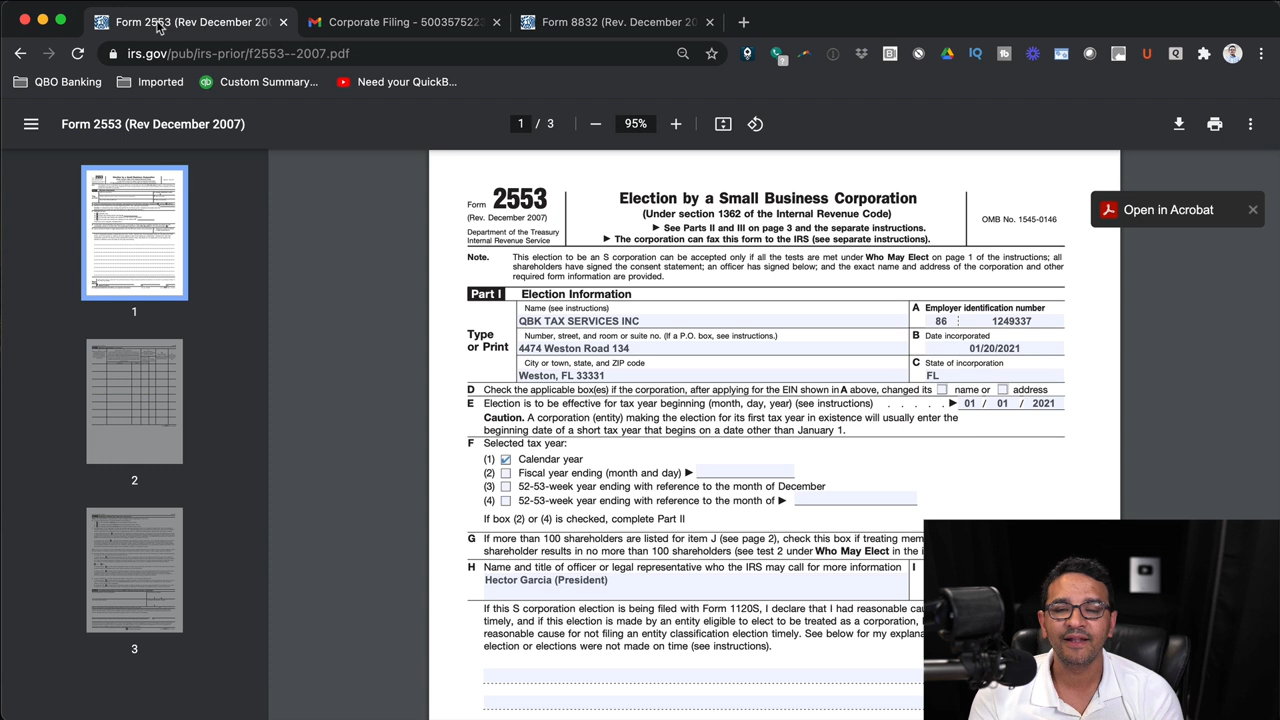 Form 2553 (Rev December 200
Corporate Filing - 5003575223
Form 8832 (Rev. December 20
irs.gov/pub/irs-prior/f2553--2007.pdf
QBO Banking
Imported
Custom Summary...
Need your QuickB...
Form 2553 (Rev December 2007)
1 / 3
95%
Open in Acrobat
1
2
3
Form 2553
(Rev. December 2007)
Department of the Treasury
Internal Revenue Service
Election by a Small Business Corporation
(Under section 1362 of the Internal Revenue Code)
► See Parts II and III on page 3 and the separate instructions.
► The corporation can fax this form to the IRS (see separate instructions).
OMB No. 1545-0146
Note. This election to be an S corporation can be accepted only if all the tests are met under Who May Elect on page 1 of the instructions; all
shareholders have signed the consent statement; an officer has signed below; and the exact name and address of the corporation and other
required form information are provided.
Part I Election Information
Type
or Print
Name (see instructions)
QBK TAX SERVICES INC
Number, street, and room or suite no. (If a P.O. box, see instructions.)
4474 Weston Road 134
City or town, state, and ZIP code
Weston, FL 33331
A Employer identification number
86 1249337
B Date incorporated
01/20/2021
C State of incorporation
FL
D Check the applicable box(es) if the corporation, after applying for the EIN shown in A above, changed its name or address
E Election is to be effective for tax year beginning (month, day, year) (see instructions) . . . . . ► 01 / 01 / 2021
Caution. A corporation (entity) making the election for its first tax year in existence will usually enter the
beginning date of a short tax year that begins on a date other than January 1.
F Selected tax year:
(1) Calendar year
(2) Fiscal year ending (month and day) ►
(3) 52-53-week year ending with reference to the month of December
(4) 52-53-week year ending with reference to the month of ►
If box (2) or (4) is checked, complete Part II
G If more than 100 shareholders are listed for item J (see page 2), check this box if treating mem
shareholder results in no more than 100 shareholders (see test 2 under Who May Elect in the i
H Name and title of officer or legal representative who the IRS may call for more information
I
Hector Garcia (President)
If this S corporation election is being filed with Form 1120S, I declare that I had reasonable cau
timely, and if this election is made by an entity eligible to elect to be treated as a corporation,
reasonable cause for not filing an entity classification election timely. See below for my explana
election or elections were not made on time (see instructions).